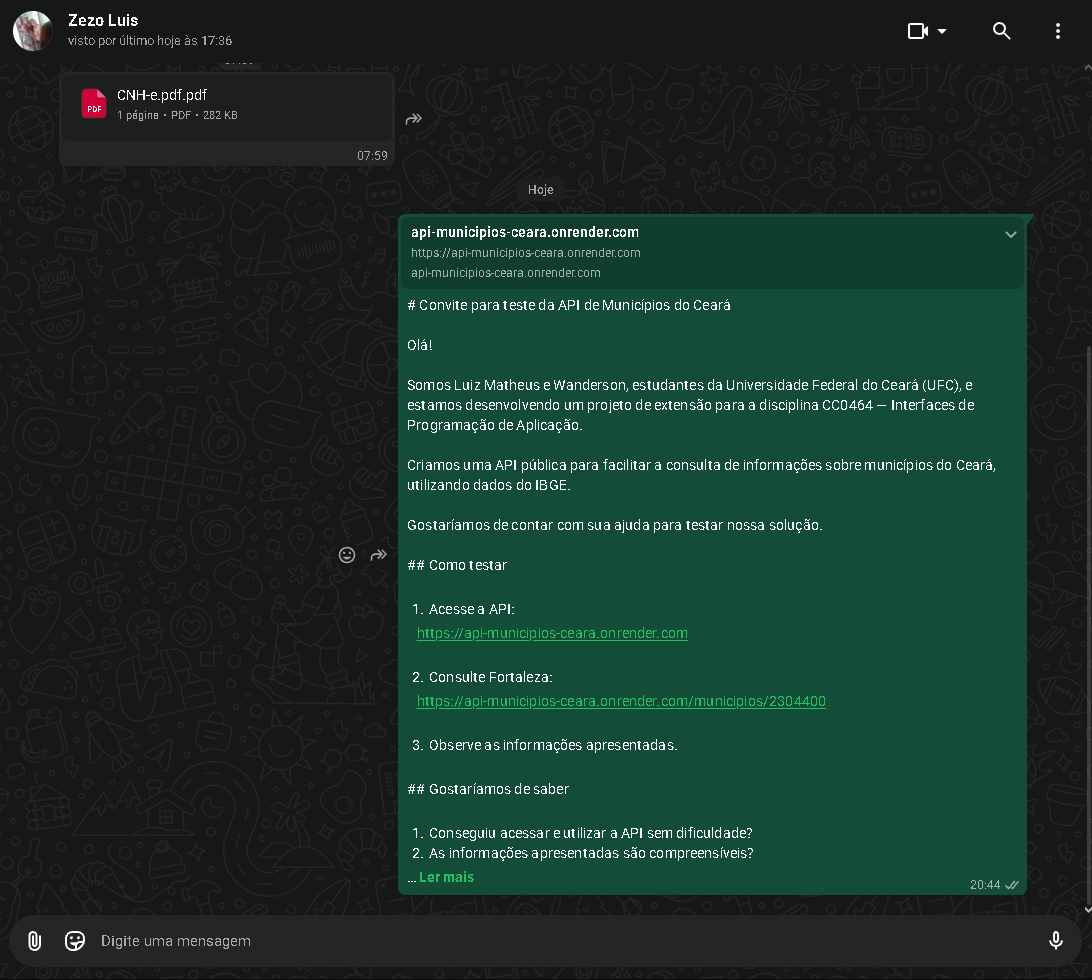 Zezo Luis
visto por último hoje às 17:36
CNH-e.pdf.pdf
PDF
1 página • PDF • 282 KB
07:59
Hoje
api-municipios-ceara.onrender.com
https://api-municipios-ceara.onrender.com
api-municipios-ceara.onrender.com
# Convite para teste da API de Municípios do Ceará
Olá!
Somos Luiz Matheus e Wanderson, estudantes da Universidade Federal do Ceará (UFC), e
estamos desenvolvendo um projeto de extensão para a disciplina CC0464 — Interfaces de
Programação de Aplicação.
Criamos uma API pública para facilitar a consulta de informações sobre municípios do Ceará,
utilizando dados do IBGE.
Gostaríamos de contar com sua ajuda para testar nossa solução.
## Como testar
1. Acesse a API:
https://api-municipios-ceara.onrender.com
2. Consulte Fortaleza:
https://api-municipios-ceara.onrender.com/municipios/2304400
3. Observe as informações apresentadas.
## Gostaríamos de saber
1. Conseguiu acessar e utilizar a API sem dificuldade?
2. As informações apresentadas são compreensíveis?
... Ler mais
20:44
Digite uma mensagem